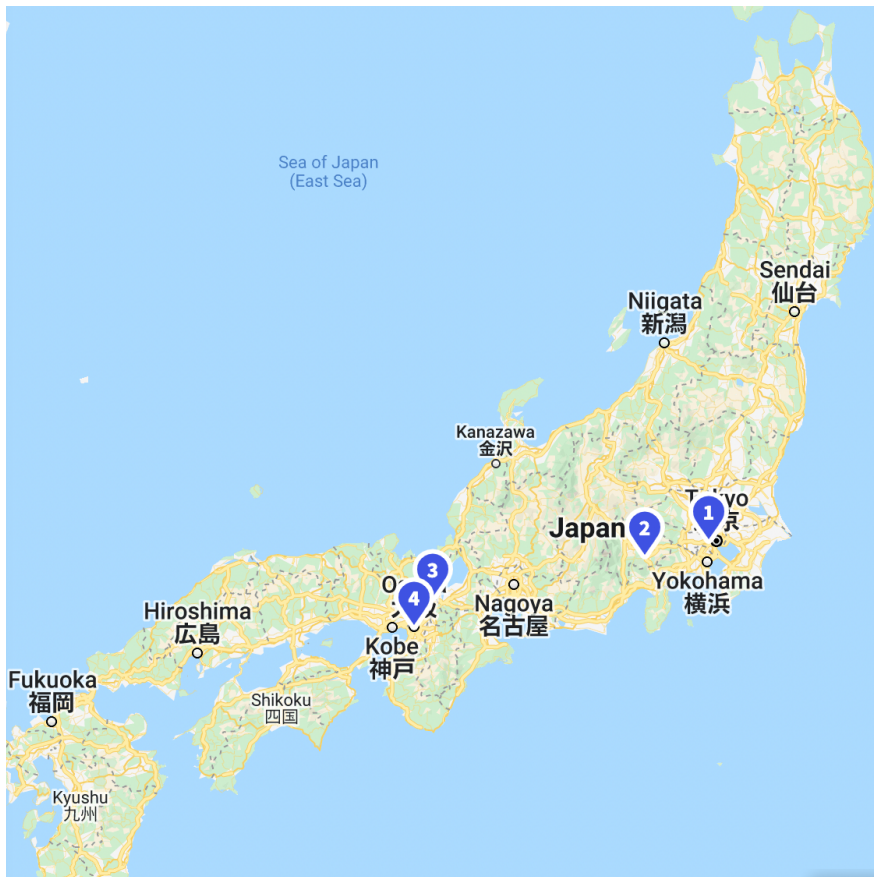 Sea of Japan
(East Sea)
Sendai
仙台
Niigata
新潟
Kanazawa
金沢
1
京
Japan
2
Yokohama
横浜
3
4
Nagoya
名古屋
Hiroshima
広島
Kobe
神戸
Fukuoka
福岡
Shikoku
四国
Kyushu
九州